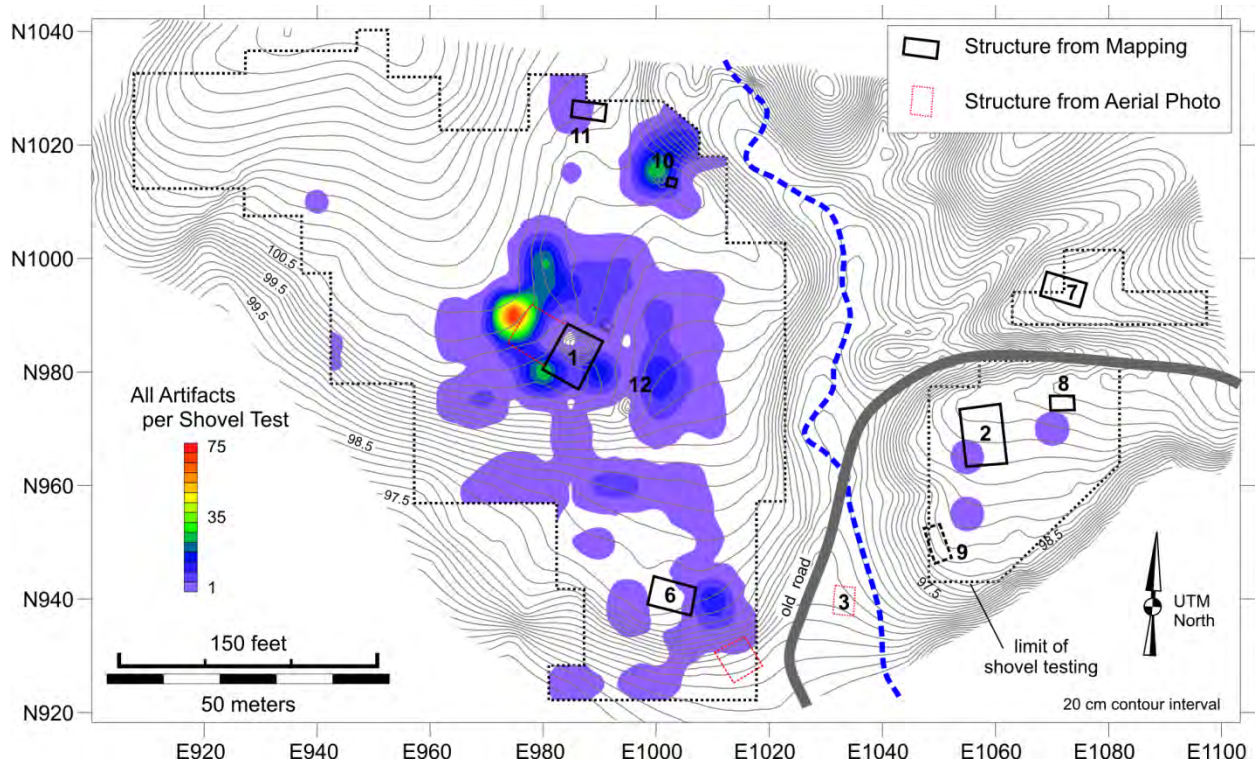 N1040
N1020
N1000
N980
N960
N940
N920
Structure from Mapping
Structure from Aerial Photo
11
10
100.5
99.5
99.5
98.5
97.5
1
12
7
8
2
9
98.5
97.5
6
3
old road
limit of
shovel testing
All Artifacts
per Shovel Test
75
35
1
150 feet
50 meters
UTM
North
20 cm contour interval
E920
E940
E960
E980
E1000
E1020
E1040
E1060
E1080
E1100